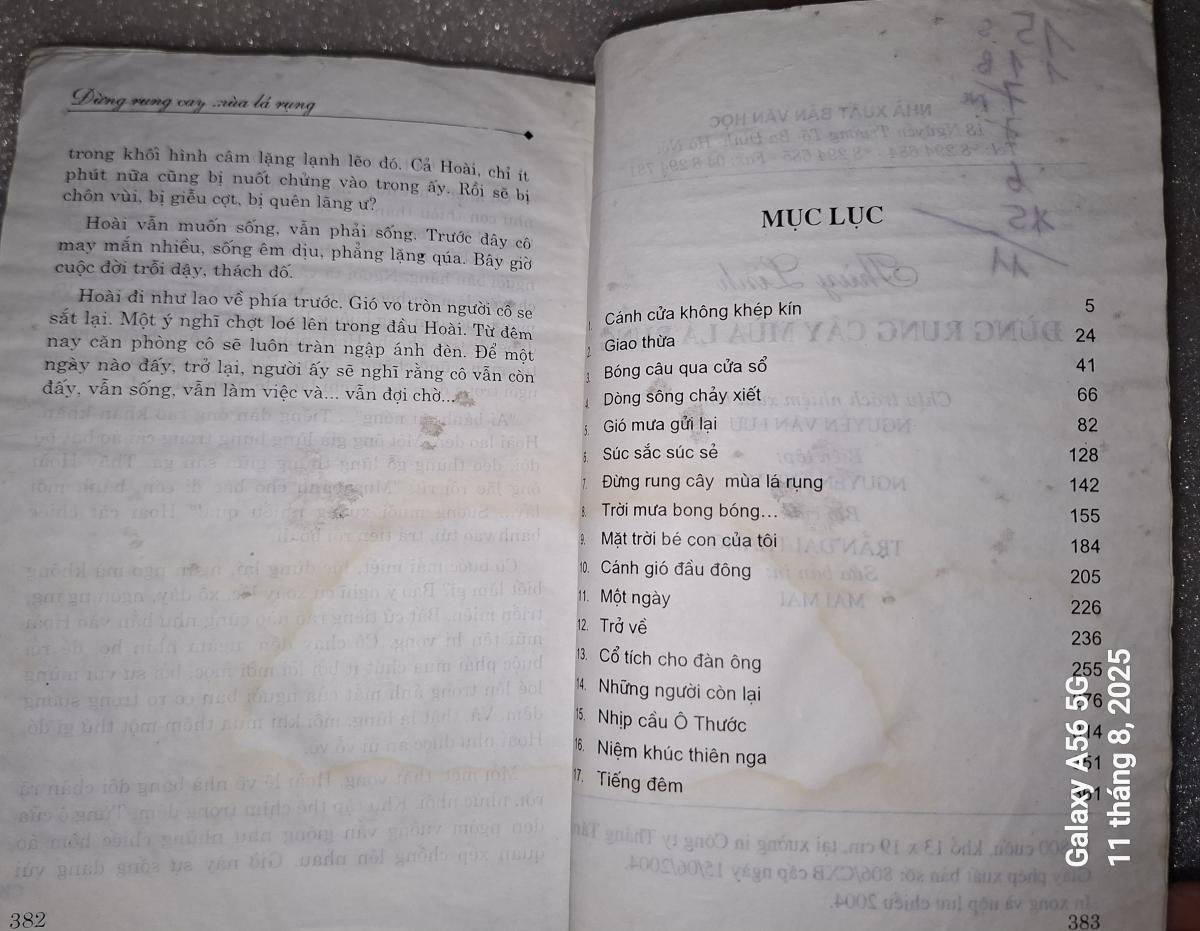 Đừng rung cây mùa lá rụng
trong khối hình câm lặng lạnh lẽo đó. Cả Hoài, chỉ ít
phút nữa cũng bị nuốt chửng vào trong ấy. Rồi sẽ bị
chôn vùi, bị giễu cợt, bị quên lãng ư?
Hoài vẫn muốn sống, vẫn phải sống. Trước đây cô
may mắn nhiều, sống êm dịu, phẳng lặng qúa. Bây giờ
cuộc đời trỗi dậy, thách đố.
Hoài đi như lao về phía trước. Gió vo tròn người cô se
sắt lại. Một ý nghĩ chợt loé lên trong đầu Hoài. Từ đêm
nay căn phòng cô sẽ luôn tràn ngập ánh đèn. Để một
ngày nào đấy, trở lại, người ấy sẽ nghĩ rằng cô vẫn còn
đấy, vẫn sống, vẫn làm việc và... vẫn đợi chờ...
382
MỤC LỤC
1. Cánh cửa không khép kín 5
2. Giao thừa 24
3. Bóng câu qua cửa sổ 41
4. Dòng sông chảy xiết 66
5. Gió mưa gửi lại 82
6. Súc sắc súc sẻ 128
7. Đừng rung cây mùa lá rụng 142
8. Trời mưa bong bóng... 155
9. Mặt trời bé con của tôi 184
10. Cánh gió đầu đông 205
11. Một ngày 226
12. Trở về 236
13. Cổ tích cho đàn ông 255
14. Những người còn lại
15. Nhịp cầu Ô Thước
16. Niệm khúc thiên nga
17. Tiếng đêm
383
Galaxy A56 5G
11 tháng 8, 2025